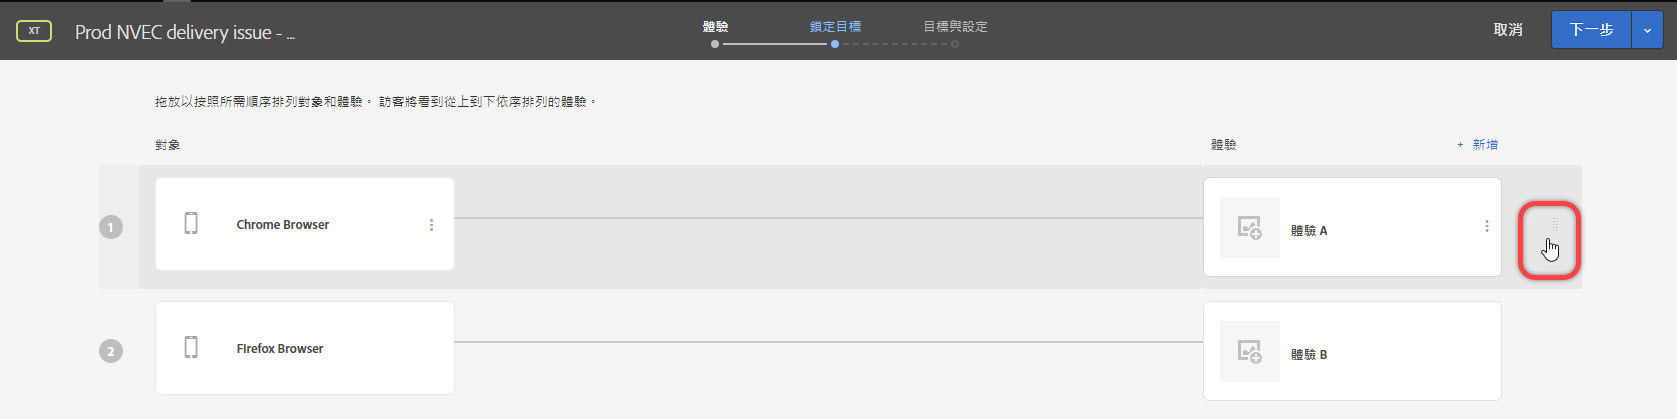 XT
Prod NVEC delivery issue - ...
體驗
鎖定目標
目標與設定
取消
下一步
拖放以按照所需順序排列對象和體驗。 訪客將看到從上到下依序排列的體驗。
對象
體驗
+ 新增
1
Chrome Browser
體驗 A
2
Firefox Browser
體驗 B